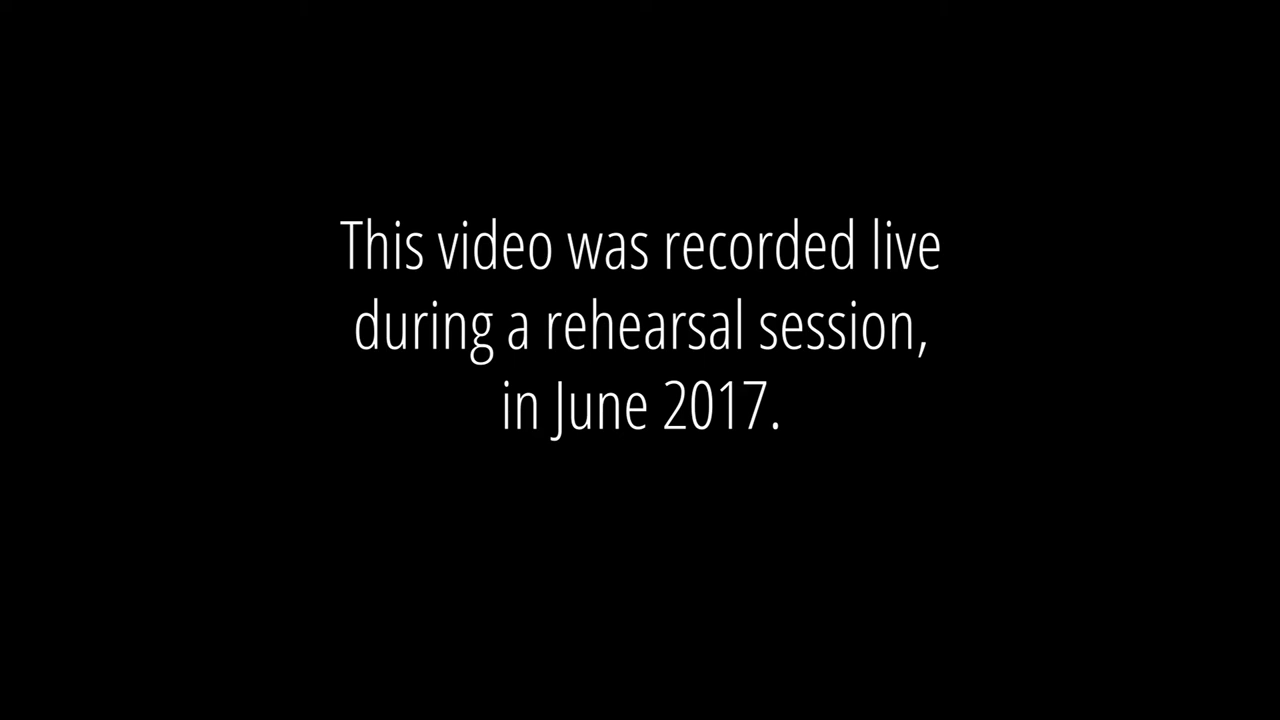 This video was recorded live
during a rehearsal session,
in June 2017.